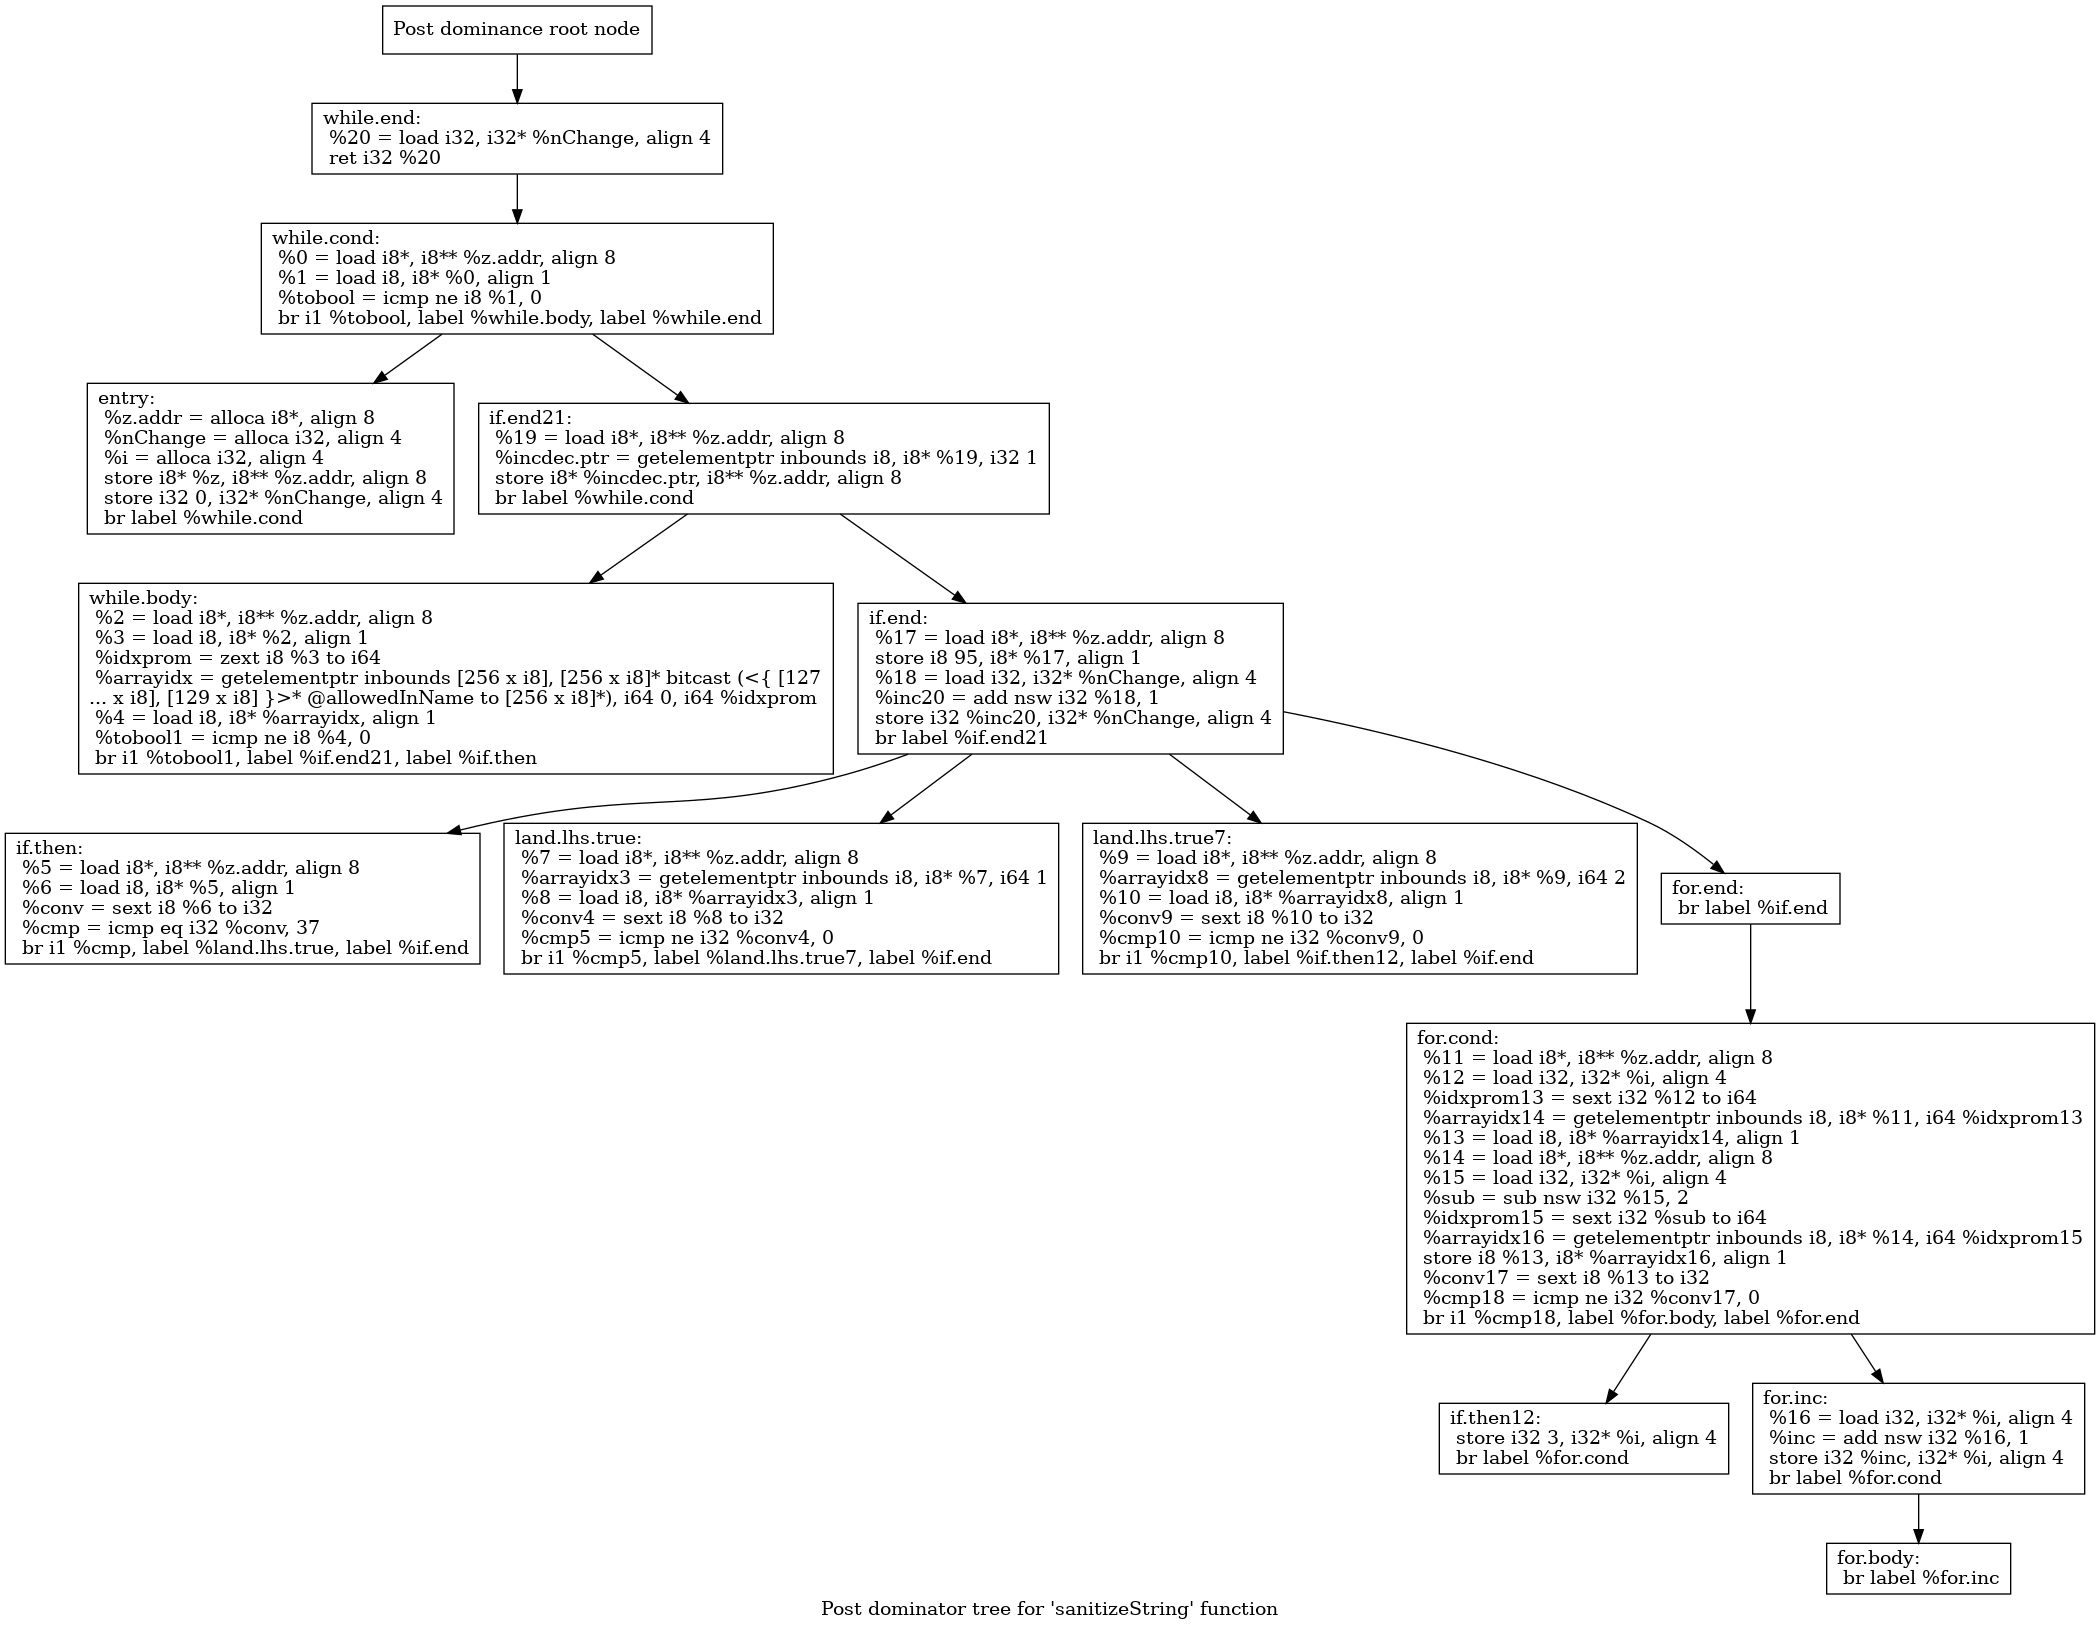 Post dominance root node
while.end:
%20 = load i32, i32* %nChange, align 4
ret i32 %20
while.cond:
%0 = load i8*, i8** %z.addr, align 8
%1 = load i8, i8* %0, align 1
%tobool = icmp ne i8 %1, 0
br i1 %tobool, label %while.body, label %while.end
entry:
%z.addr = alloca i8*, align 8
%nChange = alloca i32, align 4
%i = alloca i32, align 4
store i8* %z, i8** %z.addr, align 8
store i32 0, i32* %nChange, align 4
br label %while.cond
if.end21:
%19 = load i8*, i8** %z.addr, align 8
%incdec.ptr = getelementptr inbounds i8, i8* %19, i32 1
store i8* %incdec.ptr, i8** %z.addr, align 8
br label %while.cond
while.body:
%2 = load i8*, i8** %z.addr, align 8
%3 = load i8, i8* %2, align 1
%idxprom = zext i8 %3 to i64
%arrayidx = getelementptr inbounds [256 x i8], [256 x i8]* bitcast (<{ [127
... x i8], [129 x i8] }>* @allowedInName to [256 x i8]*), i64 0, i64 %idxprom
%4 = load i8, i8* %arrayidx, align 1
%tobool1 = icmp ne i8 %4, 0
br i1 %tobool1, label %if.end21, label %if.then
if.end:
%17 = load i8*, i8** %z.addr, align 8
store i8 95, i8* %17, align 1
%18 = load i32, i32* %nChange, align 4
%inc20 = add nsw i32 %18, 1
store i32 %inc20, i32* %nChange, align 4
br label %if.end21
if.then:
%5 = load i8*, i8** %z.addr, align 8
%6 = load i8, i8* %5, align 1
%conv = sext i8 %6 to i32
%cmp = icmp eq i32 %conv, 37
br i1 %cmp, label %land.lhs.true, label %if.end
land.lhs.true:
%7 = load i8*, i8** %z.addr, align 8
%arrayidx3 = getelementptr inbounds i8, i8* %7, i64 1
%8 = load i8, i8* %arrayidx3, align 1
%conv4 = sext i8 %8 to i32
%cmp5 = icmp ne i32 %conv4, 0
br i1 %cmp5, label %land.lhs.true7, label %if.end
land.lhs.true7:
%9 = load i8*, i8** %z.addr, align 8
%arrayidx8 = getelementptr inbounds i8, i8* %9, i64 2
%10 = load i8, i8* %arrayidx8, align 1
%conv9 = sext i8 %10 to i32
%cmp10 = icmp ne i32 %conv9, 0
br i1 %cmp10, label %if.then12, label %if.end
for.end:
br label %if.end
for.cond:
%11 = load i8*, i8** %z.addr, align 8
%12 = load i32, i32* %i, align 4
%idxprom13 = sext i32 %12 to i64
%arrayidx14 = getelementptr inbounds i8, i8* %11, i64 %idxprom13
%13 = load i8, i8* %arrayidx14, align 1
%14 = load i8*, i8** %z.addr, align 8
%15 = load i32, i32* %i, align 4
%sub = sub nsw i32 %15, 2
%idxprom15 = sext i32 %sub to i64
%arrayidx16 = getelementptr inbounds i8, i8* %14, i64 %idxprom15
store i8 %13, i8* %arrayidx16, align 1
%conv17 = sext i8 %13 to i32
%cmp18 = icmp ne i32 %conv17, 0
br i1 %cmp18, label %for.body, label %for.end
if.then12:
store i32 3, i32* %i, align 4
br label %for.cond
for.inc:
%16 = load i32, i32* %i, align 4
%inc = add nsw i32 %16, 1
store i32 %inc, i32* %i, align 4
br label %for.cond
for.body:
br label %for.inc
Post dominator tree for 'sanitizeString' function